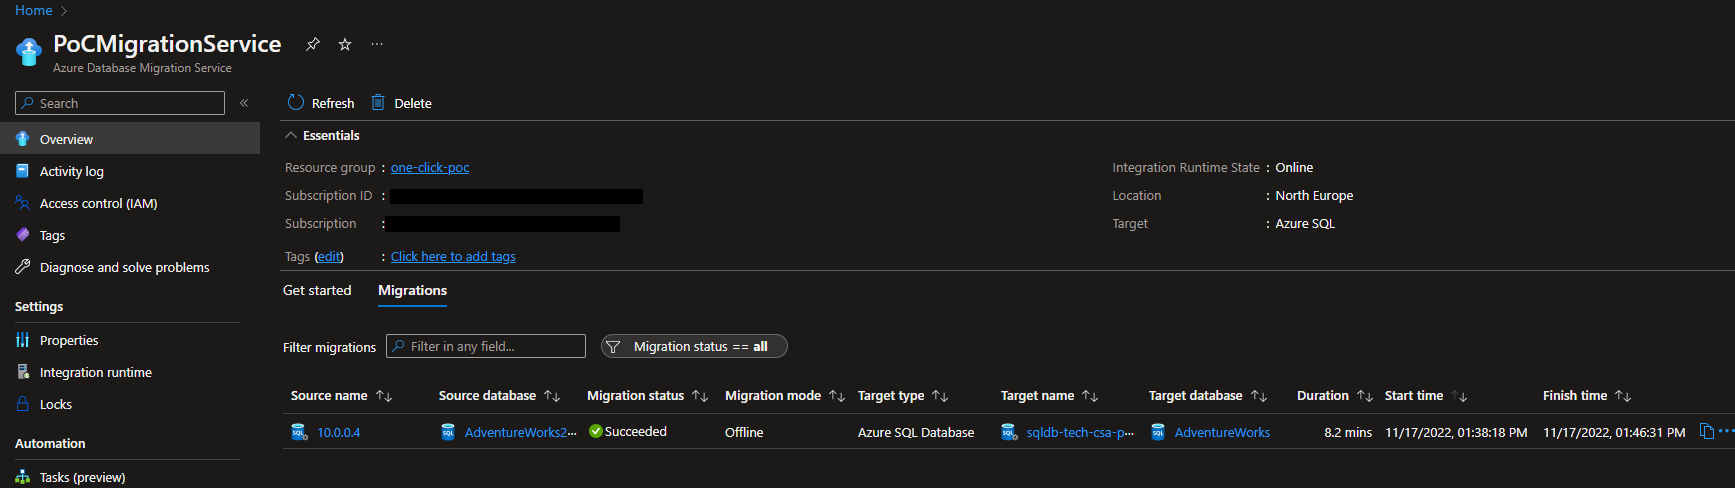 Home >
PoCMigrationService
Azure Database Migration Service
Search
Overview
Activity log
Access control (IAM)
Tags
Diagnose and solve problems
Settings
Properties
Integration runtime
Locks
Automation
Tasks (preview)
Refresh Delete
Essentials
Resource group : one-click-poc
Subscription ID :
Subscription :
Tags (edit) : Click here to add tags
Integration Runtime State : Online
Location : North Europe
Target : Azure SQL
Get started Migrations
Filter migrations Filter in any field... Migration status == all
Source name Source database Migration status Migration mode Target type Target name Target database Duration Start time Finish time
10.0.0.4 AdventureWorks2··· Succeeded Offline Azure SQL Database sqldb-tech-csa-p··· AdventureWorks 8.2 mins 11/17/2022, 01:38:18 PM 11/17/2022, 01:46:31 PM